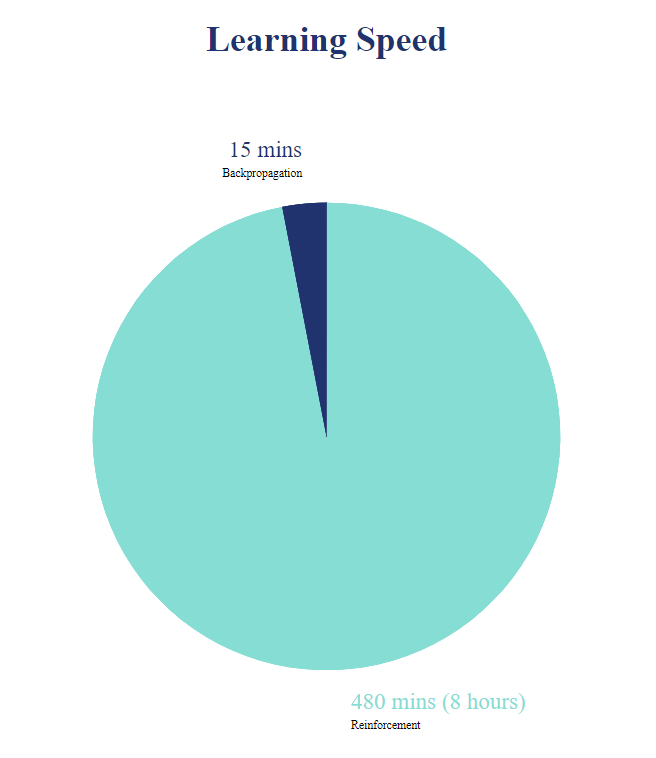 Learning Speed
15 mins
Backpropagation
480 mins (8 hours)
Reinforcement